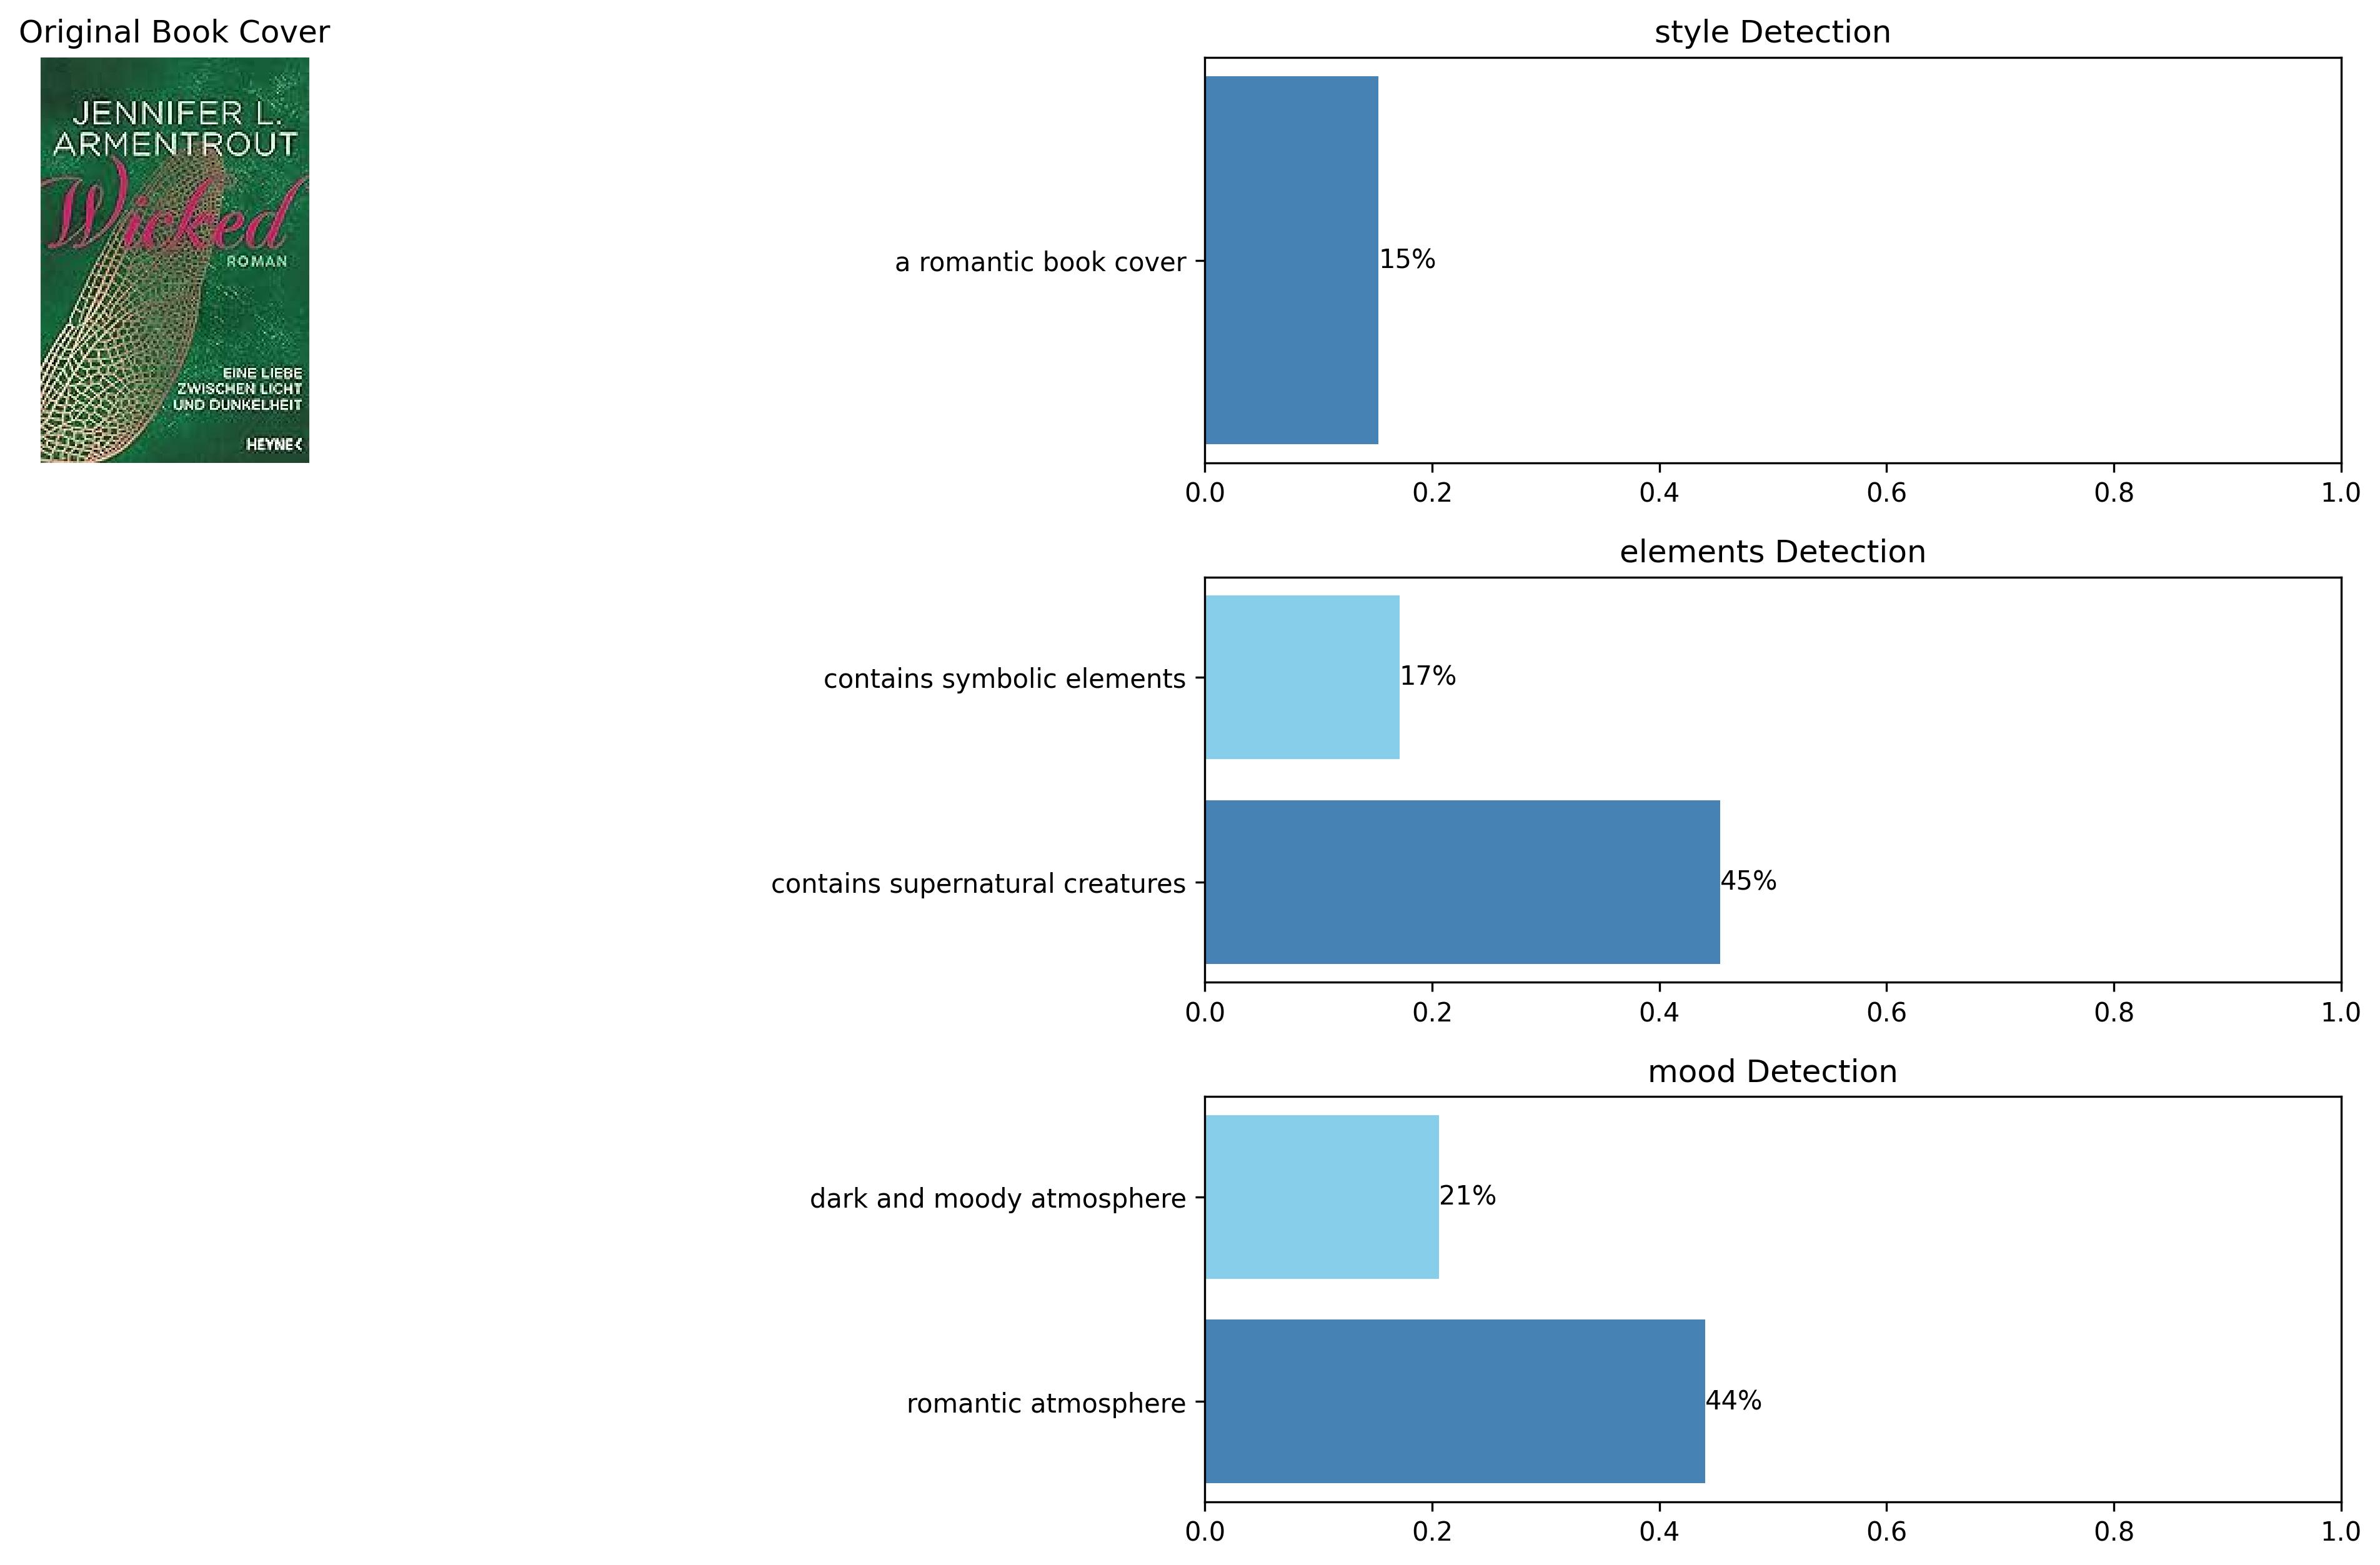 Original Book Cover
JENNIFER L.
ARMENTROUT
Wicked
ROMAN
EINE LIEBE
ZWISCHEN LICHT
UND DUNKELHEIT
HEYNE<
style Detection
a romantic book cover
15%
0.0 0.2 0.4 0.6 0.8 1.0
elements Detection
contains symbolic elements
17%
contains supernatural creatures
45%
0.0 0.2 0.4 0.6 0.8 1.0
mood Detection
dark and moody atmosphere
21%
romantic atmosphere
44%
0.0 0.2 0.4 0.6 0.8 1.0